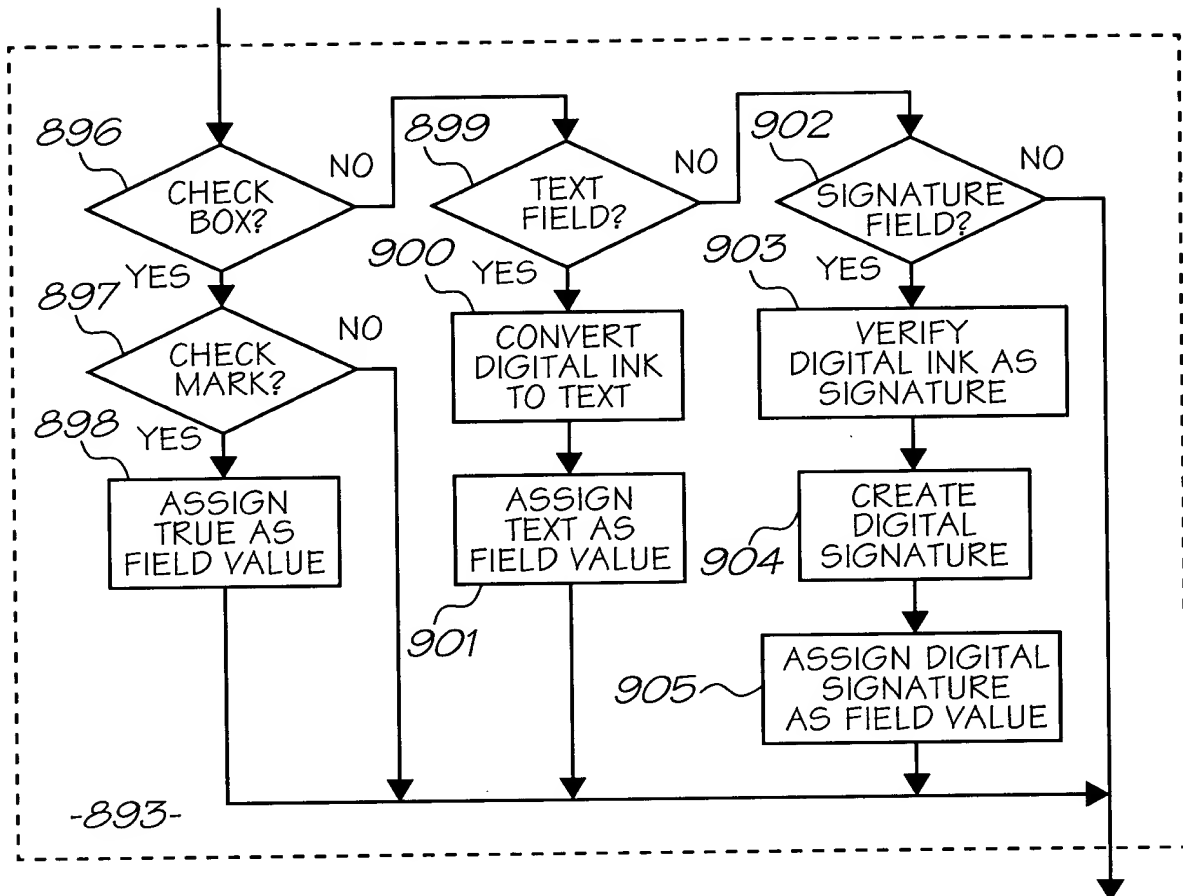 896
CHECK
BOX?
NO
YES
897
CHECK
MARK?
NO
YES
898
ASSIGN
TRUE AS
FIELD VALUE
899
TEXT
FIELD?
NO
YES
900
CONVERT
DIGITAL INK
TO TEXT
ASSIGN
TEXT AS
FIELD VALUE
901
902
SIGNATURE
FIELD?
NO
YES
903
VERIFY
DIGITAL INK AS
SIGNATURE
CREATE
DIGITAL
SIGNATURE
904
ASSIGN DIGITAL
SIGNATURE
AS FIELD VALUE
905
-893-